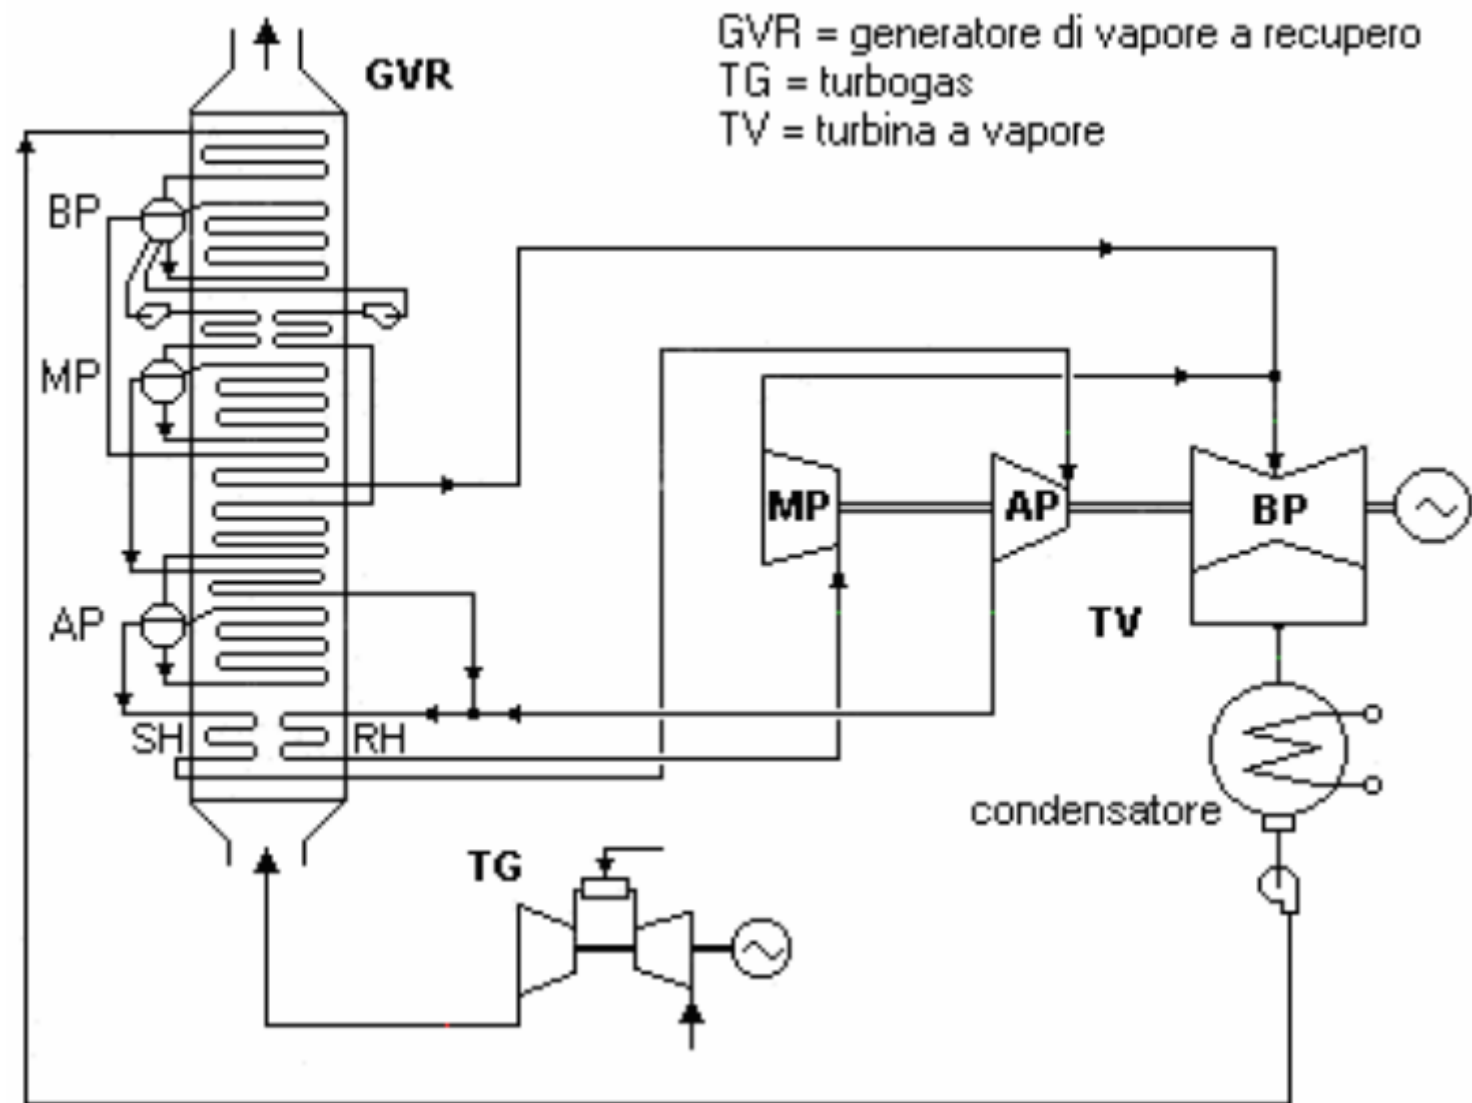 GVR = generatore di vapore a recupero
TG = turbogas
TV = turbina a vapore
GVR
BP
MP
AP
SH
RH
MP
AP
BP
TV
condensatore
TG